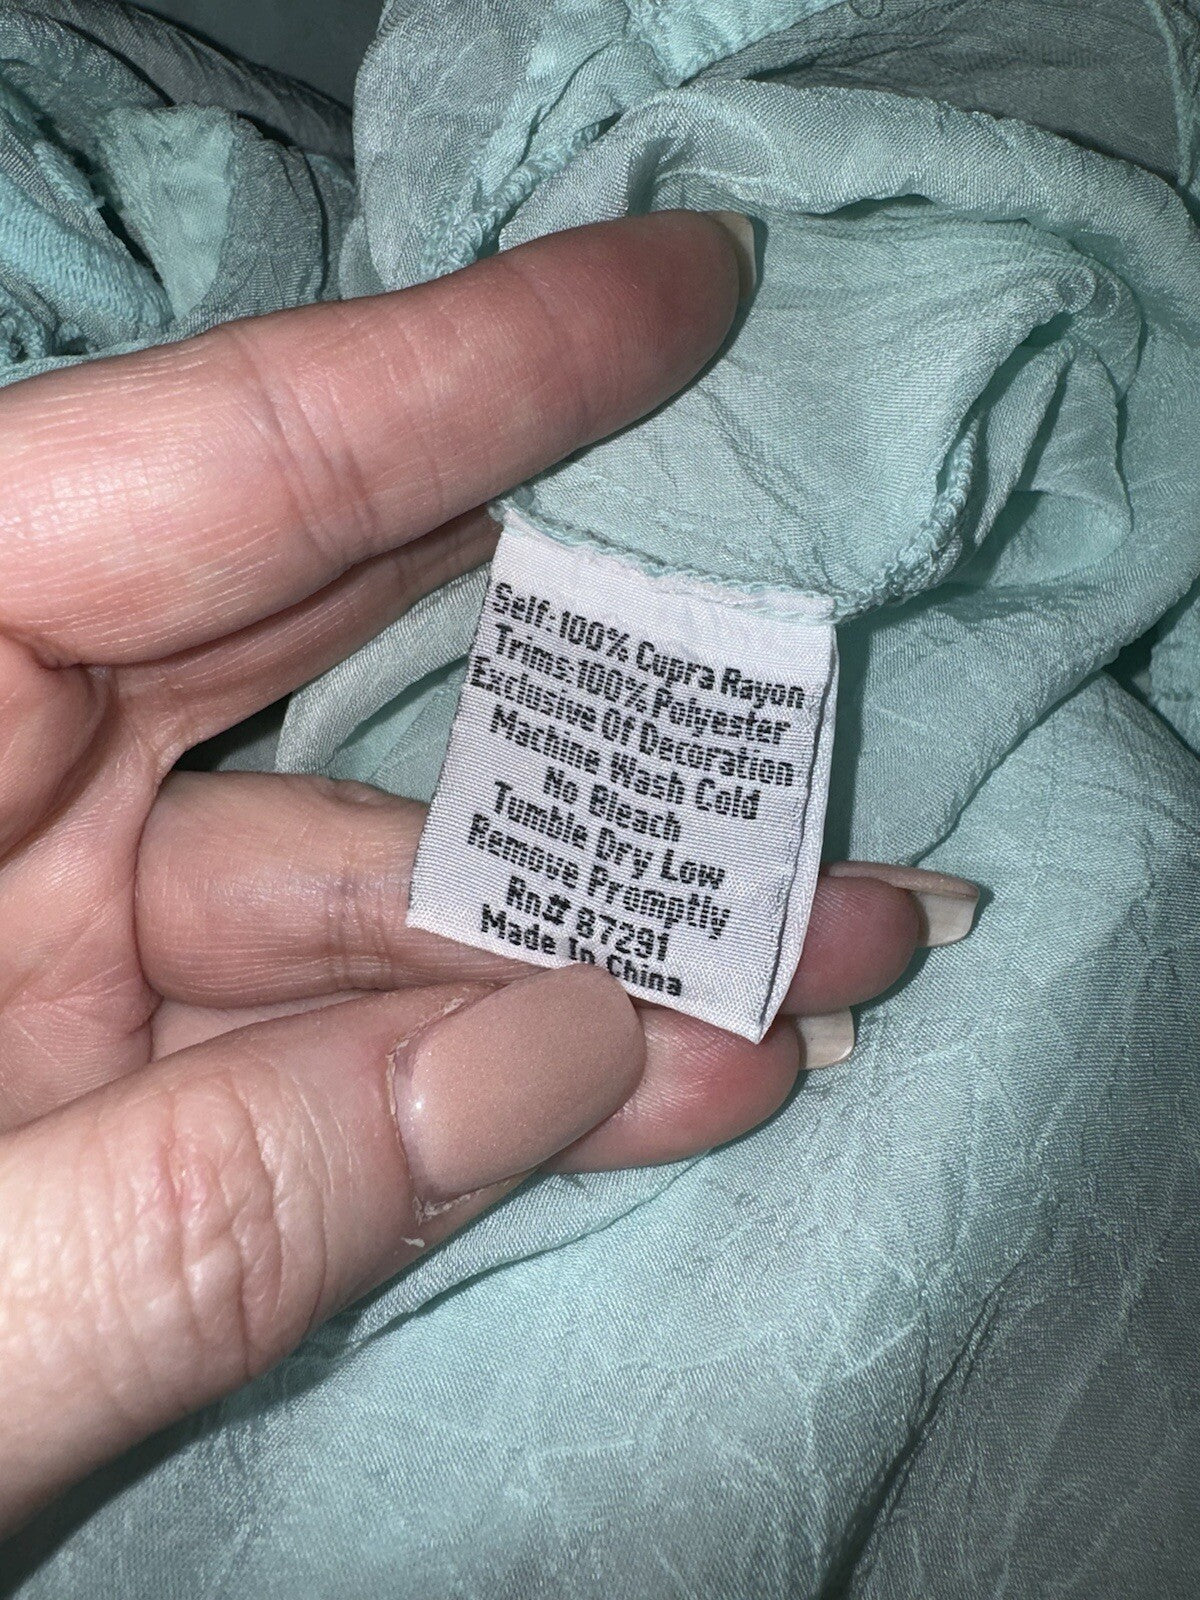 Self:100% Cupra Rayon
Trims:100% Polyester
Exclusive Of Decoration
Machine Wash Cold
No Bleach
Tumble Dry Low
Remove Promptly
Rn# 87291
Made In China